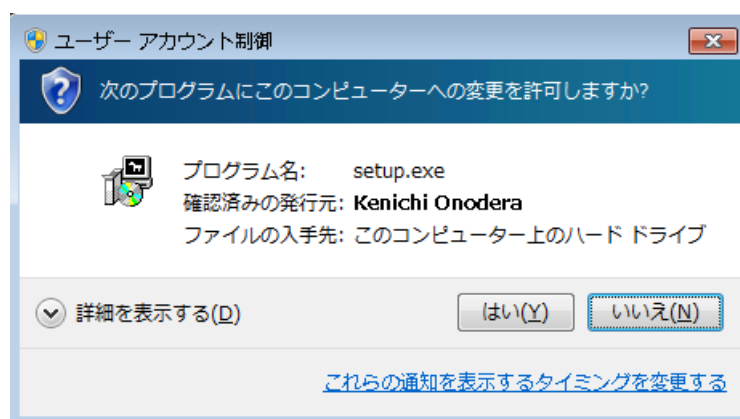 ユーザー アカウント制御
次のプログラムにこのコンピューターへの変更を許可しますか?
プログラム名: setup.exe
確認済みの発行元: Kenichi Onodera
ファイルの入手先: このコンピューター上のハード ドライブ
詳細を表示する(D)
はい(Y)
いいえ(N)
これらの通知を表示するタイミングを変更する